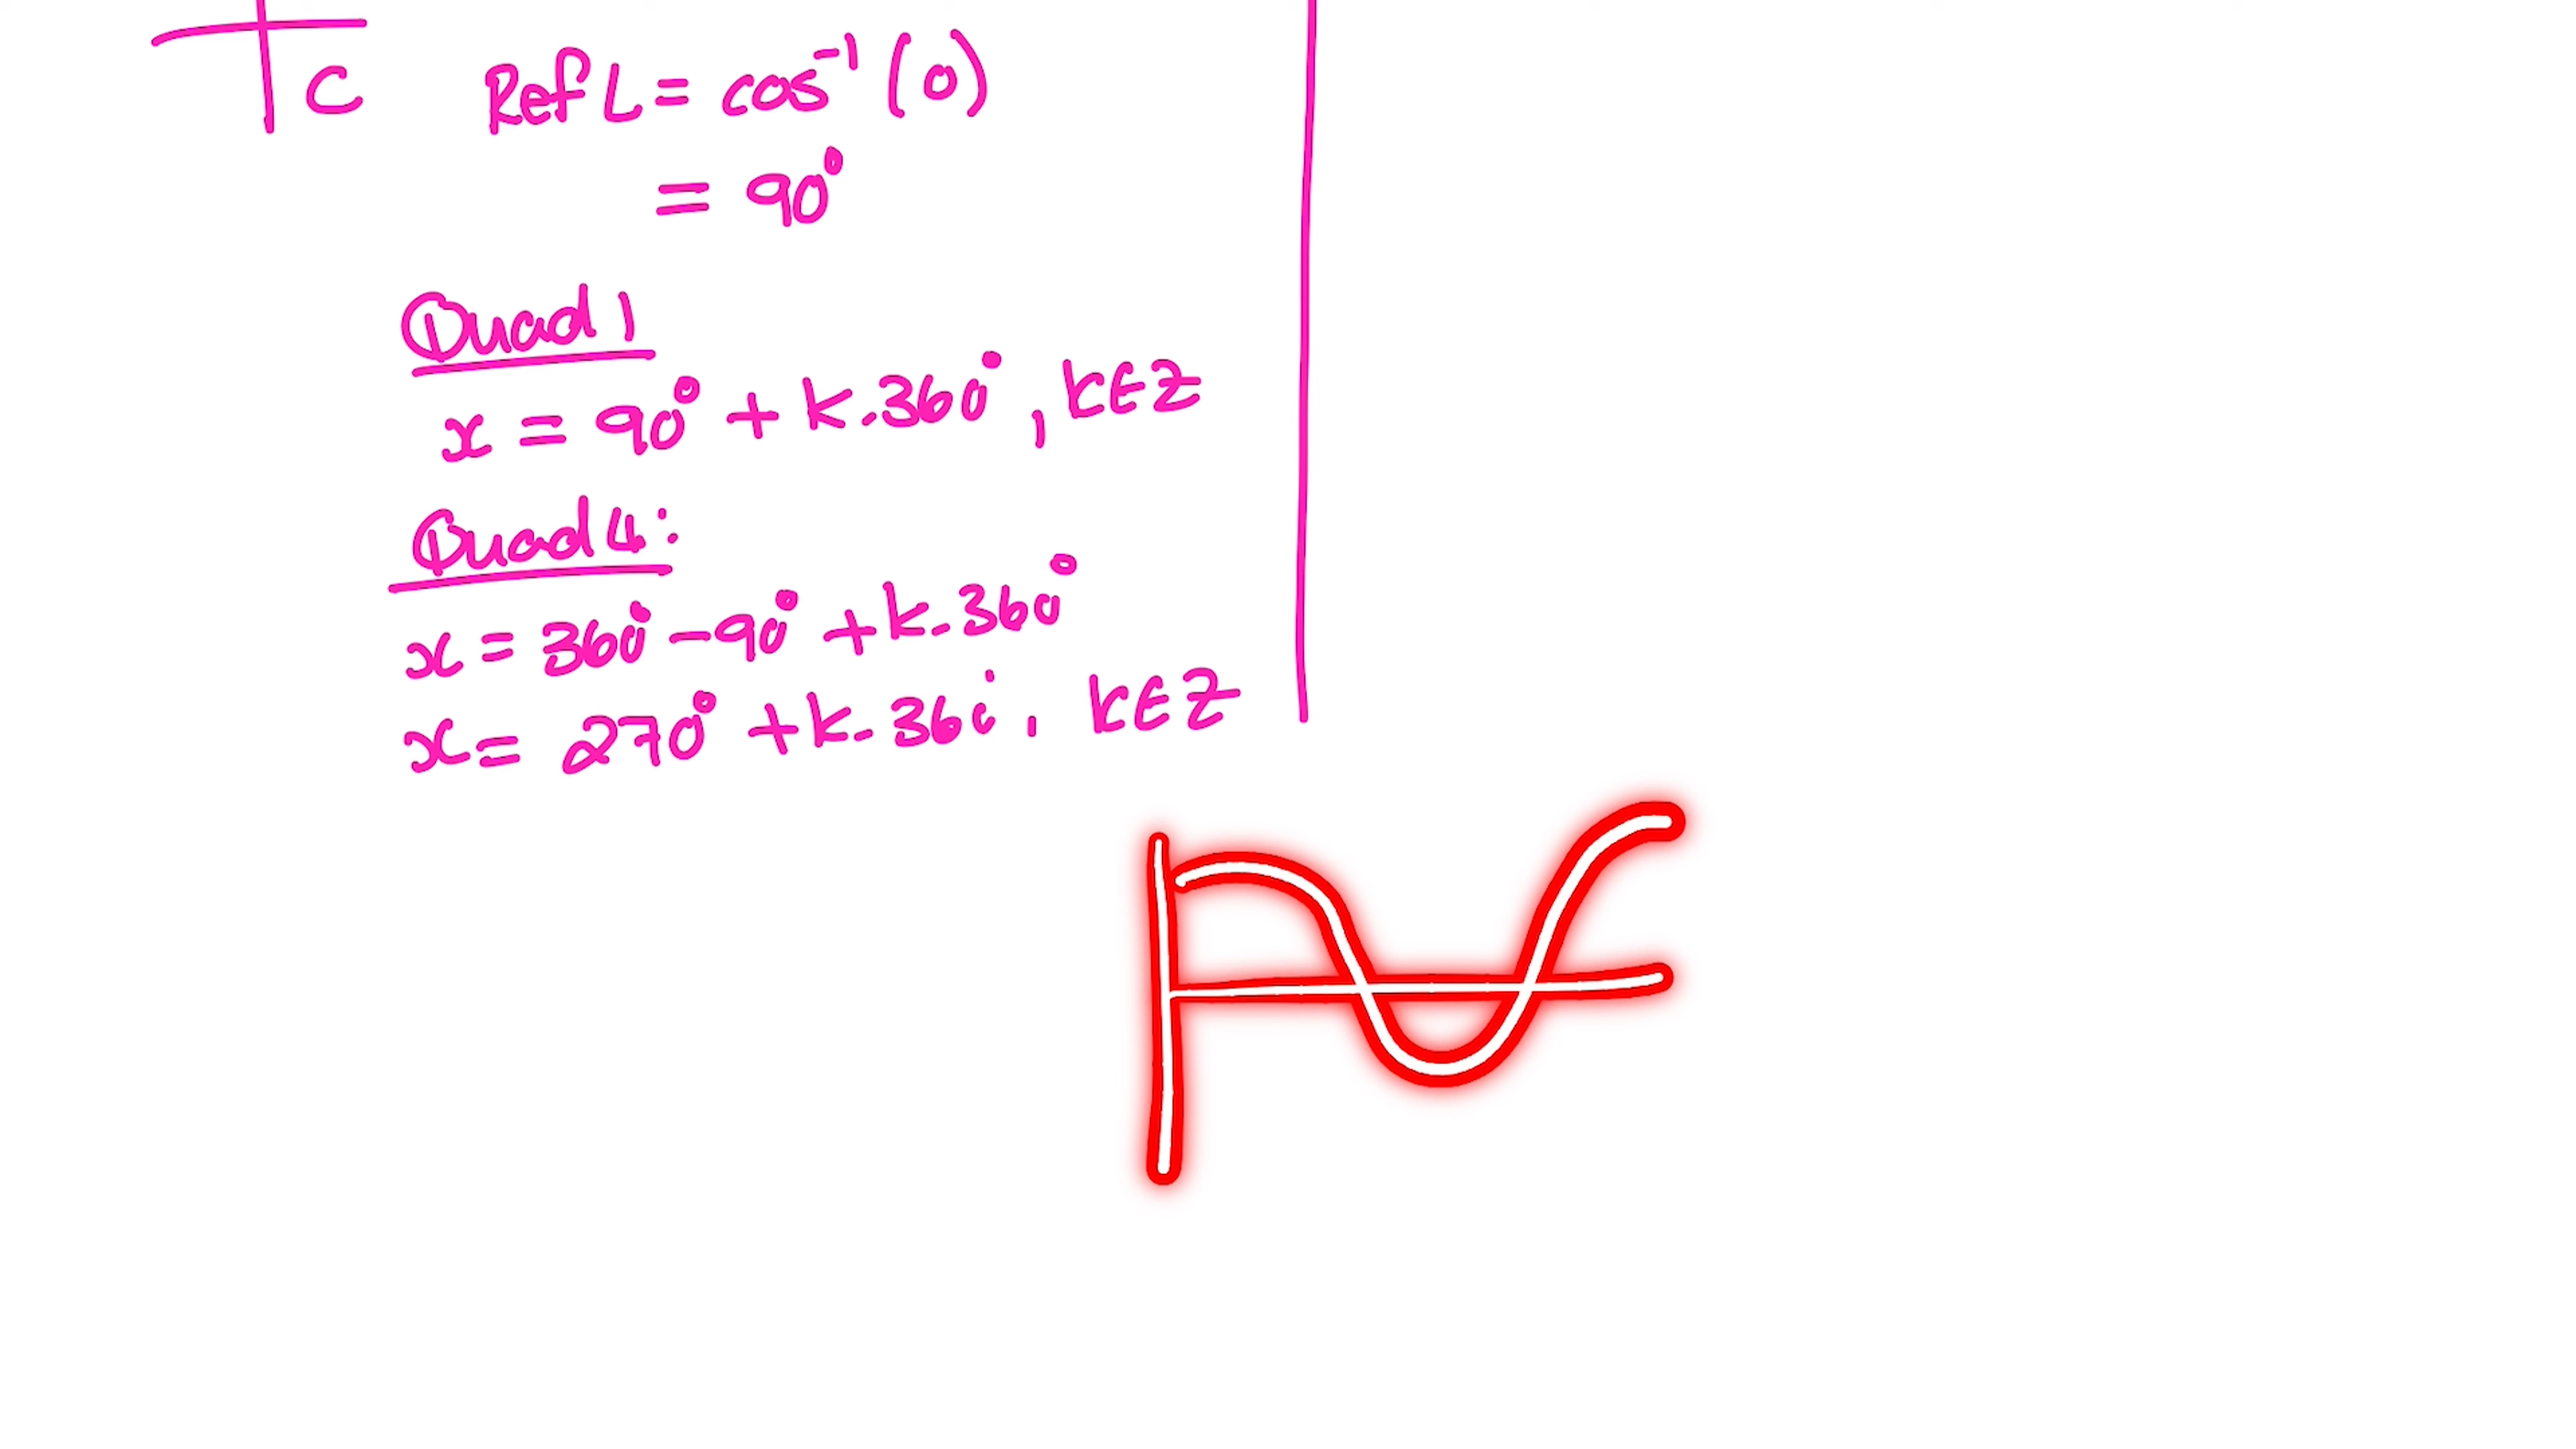 C
Ref L = cos⁻¹(0)
= 90°
Quad 1
x = 90° + k.360°, k∈Z
Quad 4:
x = 360° - 90° + k.360°
x = 270° + k.360°, k∈Z